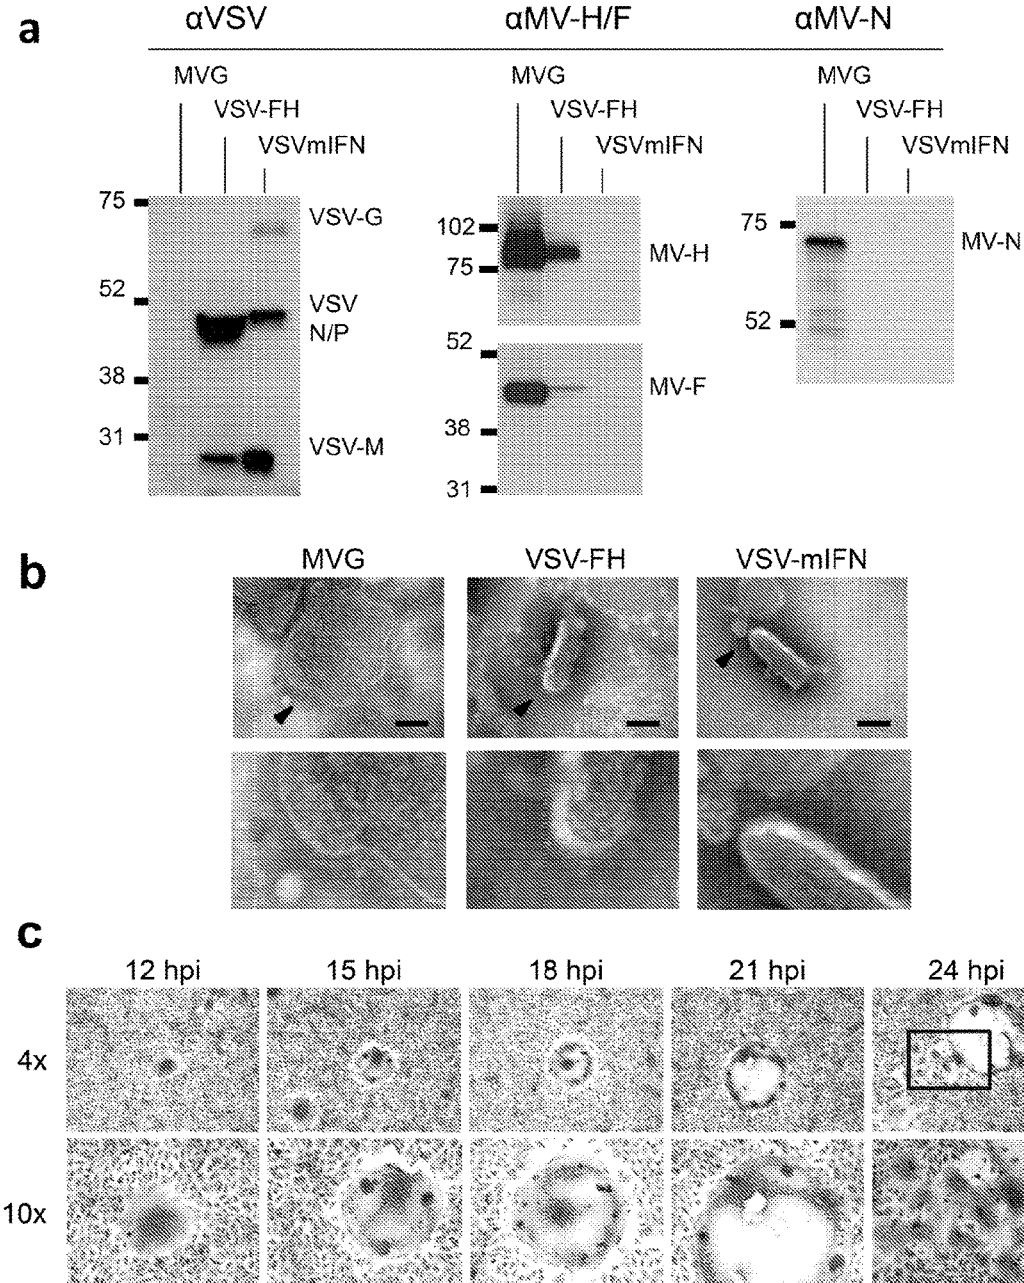 a
αVSV
αMV-H/F
αMV-N
MVG
VSV-FH
VSVmIFN
MVG
VSV-FH
VSVmIFN
MVG
VSV-FH
VSVmIFN
75
52
38
31
VSV-G
VSV
N/P
VSV-M
102
75
MV-H
52
38
31
MV-F
75
52
MV-N
b
MVG
VSV-FH
VSV-mIFN
c
12 hpi
15 hpi
18 hpi
21 hpi
24 hpi
4x
10x